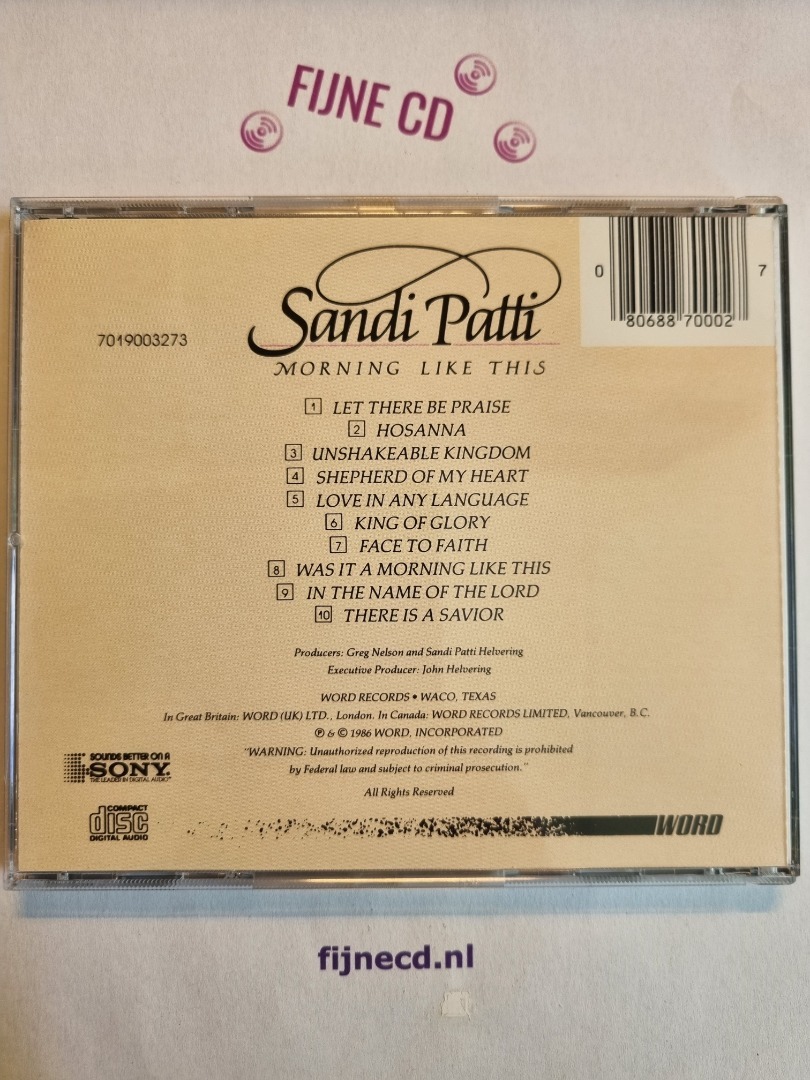 FIJNE CD
0 80688 70002 7
7019003273
Sandi Patti
MORNING LIKE THIS
1 LET THERE BE PRAISE
2 HOSANNA
3 UNSHAKEABLE KINGDOM
4 SHEPHERD OF MY HEART
5 LOVE IN ANY LANGUAGE
6 KING OF GLORY
7 FACE TO FAITH
8 WAS IT A MORNING LIKE THIS
9 IN THE NAME OF THE LORD
10 THERE IS A SAVIOR
Producers: Greg Nelson and Sandi Patti Helvering
Executive Producer: John Helvering
WORD RECORDS • WACO, TEXAS
In Great Britain: WORD (UK) LTD., London. In Canada: WORD RECORDS LIMITED, Vancouver, B.C.
℗ & © 1986 WORD, INCORPORATED
"WARNING: Unauthorized reproduction of this recording is prohibited
by Federal law and subject to criminal prosecution."
All Rights Reserved
SOUNDS BETTER ON A
SONY.
THE LEADER IN DIGITAL AUDIO™
COMPACT
disc
DIGITAL AUDIO
WORD
fijnecd.nl